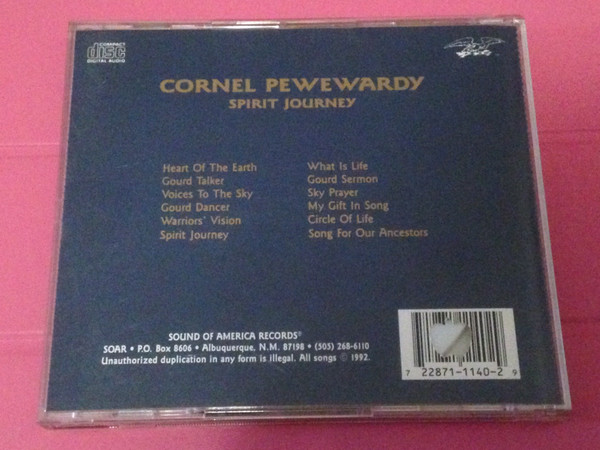 COMPACT
disc
DIGITAL AUDIO
CORNEL PEWEWARDY
SPIRIT JOURNEY
Heart Of The Earth
Gourd Talker
Voices To The Sky
Gourd Dancer
Warriors' Vision
Spirit Journey
What Is Life
Gourd Sermon
Sky Prayer
My Gift In Song
Circle Of Life
Song For Our Ancestors
SOUND OF AMERICA RECORDS®
SOAR • P.O. Box 8606 • Albuquerque, N.M. 87198 • (505) 268-6110
Unauthorized duplication in any form is illegal. All songs © 1992.
7 22871-1140-2 9